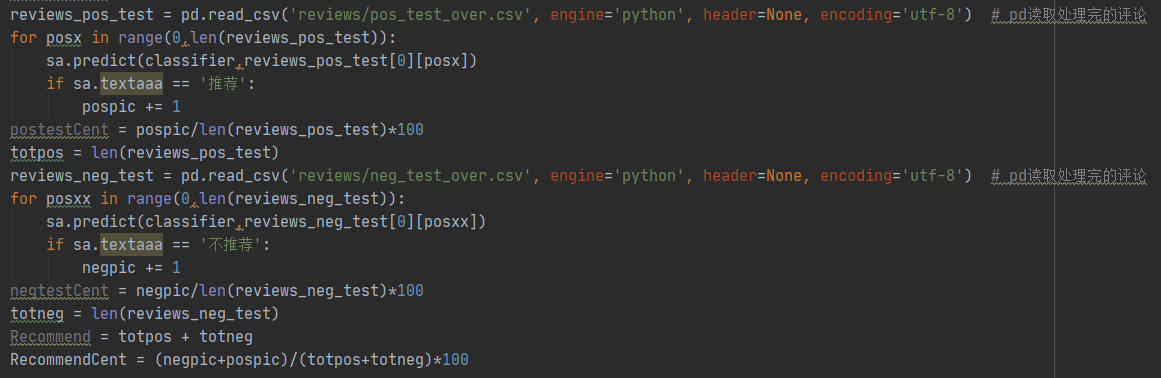 reviews_pos_test = pd.read_csv('reviews/pos_test_over.csv', engine='python', header=None, encoding='utf-8')  # pd读取处理完的评论
for posx in range(0,len(reviews_pos_test)):
    sa.predict(classifier,reviews_pos_test[0][posx])
    if sa.textaaa == '推荐':
        pospic += 1
postestCent = pospic/len(reviews_pos_test)*100
totpos = len(reviews_pos_test)
reviews_neg_test = pd.read_csv('reviews/neg_test_over.csv', engine='python', header=None, encoding='utf-8')  # pd读取处理完的评论
for posxx in range(0,len(reviews_neg_test)):
    sa.predict(classifier,reviews_neg_test[0][posxx])
    if sa.textaaa == '不推荐':
        negpic += 1
negtestCent = negpic/len(reviews_neg_test)*100
totneg = len(reviews_neg_test)
Recommend = totpos + totneg
RecommendCent = (negpic+pospic)/(totpos+totneg)*100